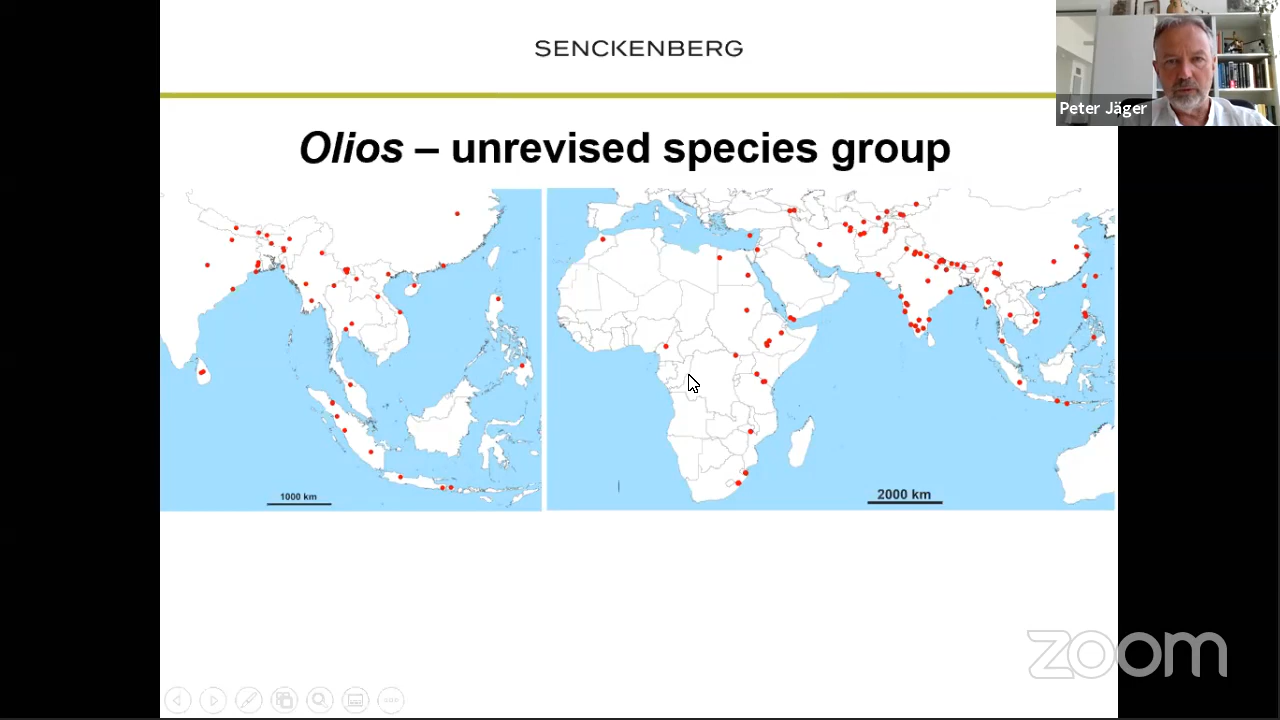 SENCKENBERG
Peter Jäger
Olios – unrevised species group
1000 km
2000 km
zoom